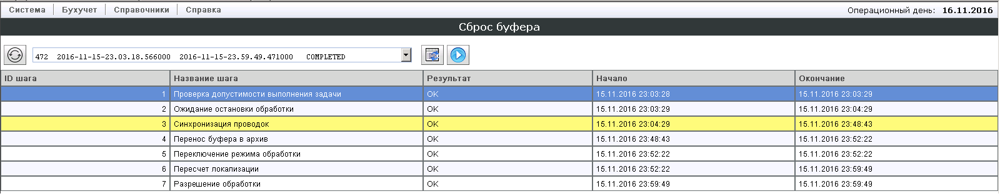 Система Бухучет Справочники Справка Операционный день: 16.11.2016
Сброс буфера
472 2016-11-15-23.03.18.566000 2016-11-15-23.59.49.471000 COMPLETED
ID шага Название шага Результат Начало Окончание
1 Проверка допустимости выполнения задачи OK 15.11.2016 23:03:28 15.11.2016 23:03:29
2 Ожидание остановки обработки OK 15.11.2016 23:03:29 15.11.2016 23:04:29
3 Синхронизация проводок OK 15.11.2016 23:04:29 15.11.2016 23:48:43
4 Перенос буфера в архив OK 15.11.2016 23:48:43 15.11.2016 23:52:22
5 Переключение режима обработки OK 15.11.2016 23:52:22 15.11.2016 23:52:22
6 Пересчет локализации OK 15.11.2016 23:52:22 15.11.2016 23:59:49
7 Разрешение обработки OK 15.11.2016 23:59:49 15.11.2016 23:59:49